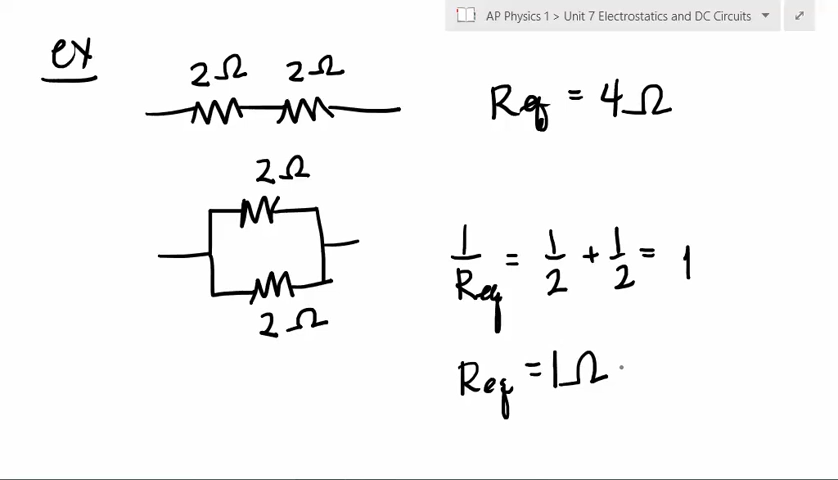 AP Physics 1 > Unit 7 Electrostatics and DC Circuits
ex
2Ω 2Ω
Req = 4Ω
2Ω
1/Req = 1/2 + 1/2 = 1
2Ω
Req = 1Ω